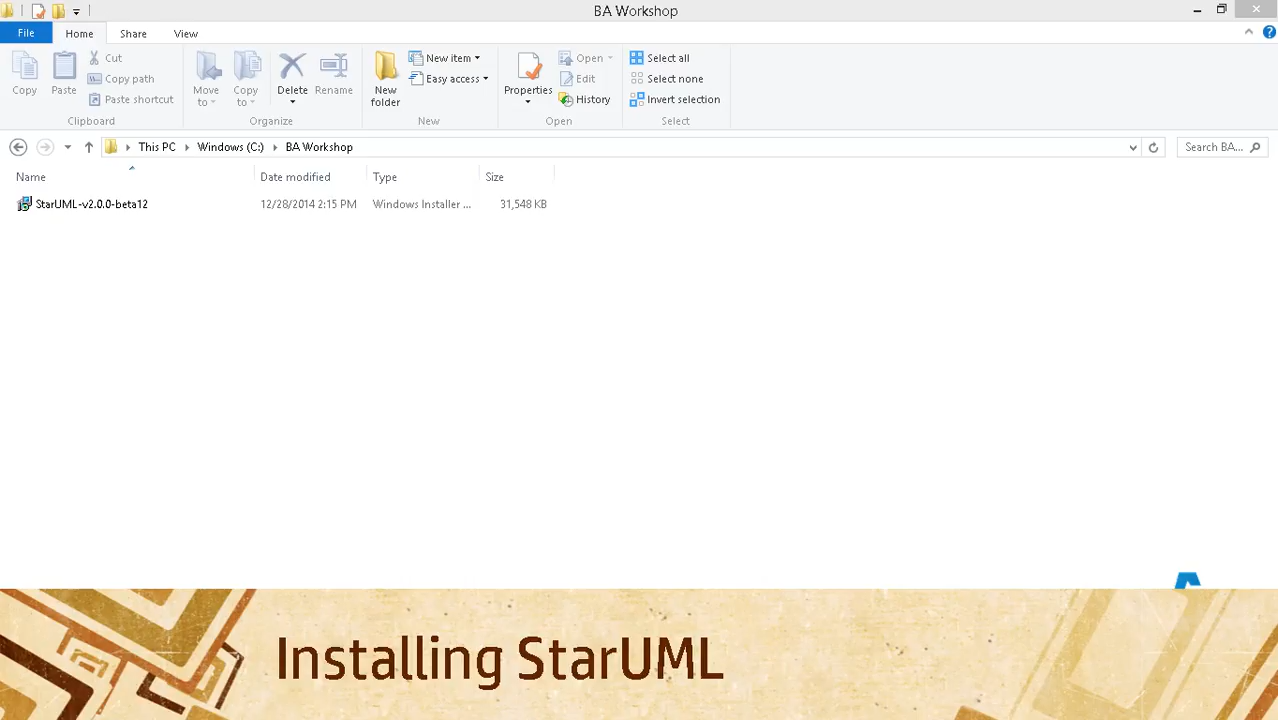 BA Workshop
File Home Share View
Copy
Paste
Cut
Copy path
Paste shortcut
Clipboard
Move to
Copy to
Delete
Rename
Organize
New folder
New item
Easy access
New
Properties
Open
Edit
History
Open
Select all
Select none
Invert selection
Select
This PC Windows (C:) BA Workshop
Search BA...
Name Date modified Type Size
StarUML-v2.0.0-beta12 12/28/2014 2:15 PM Windows Installer ... 31,548 KB
Installing StarUML